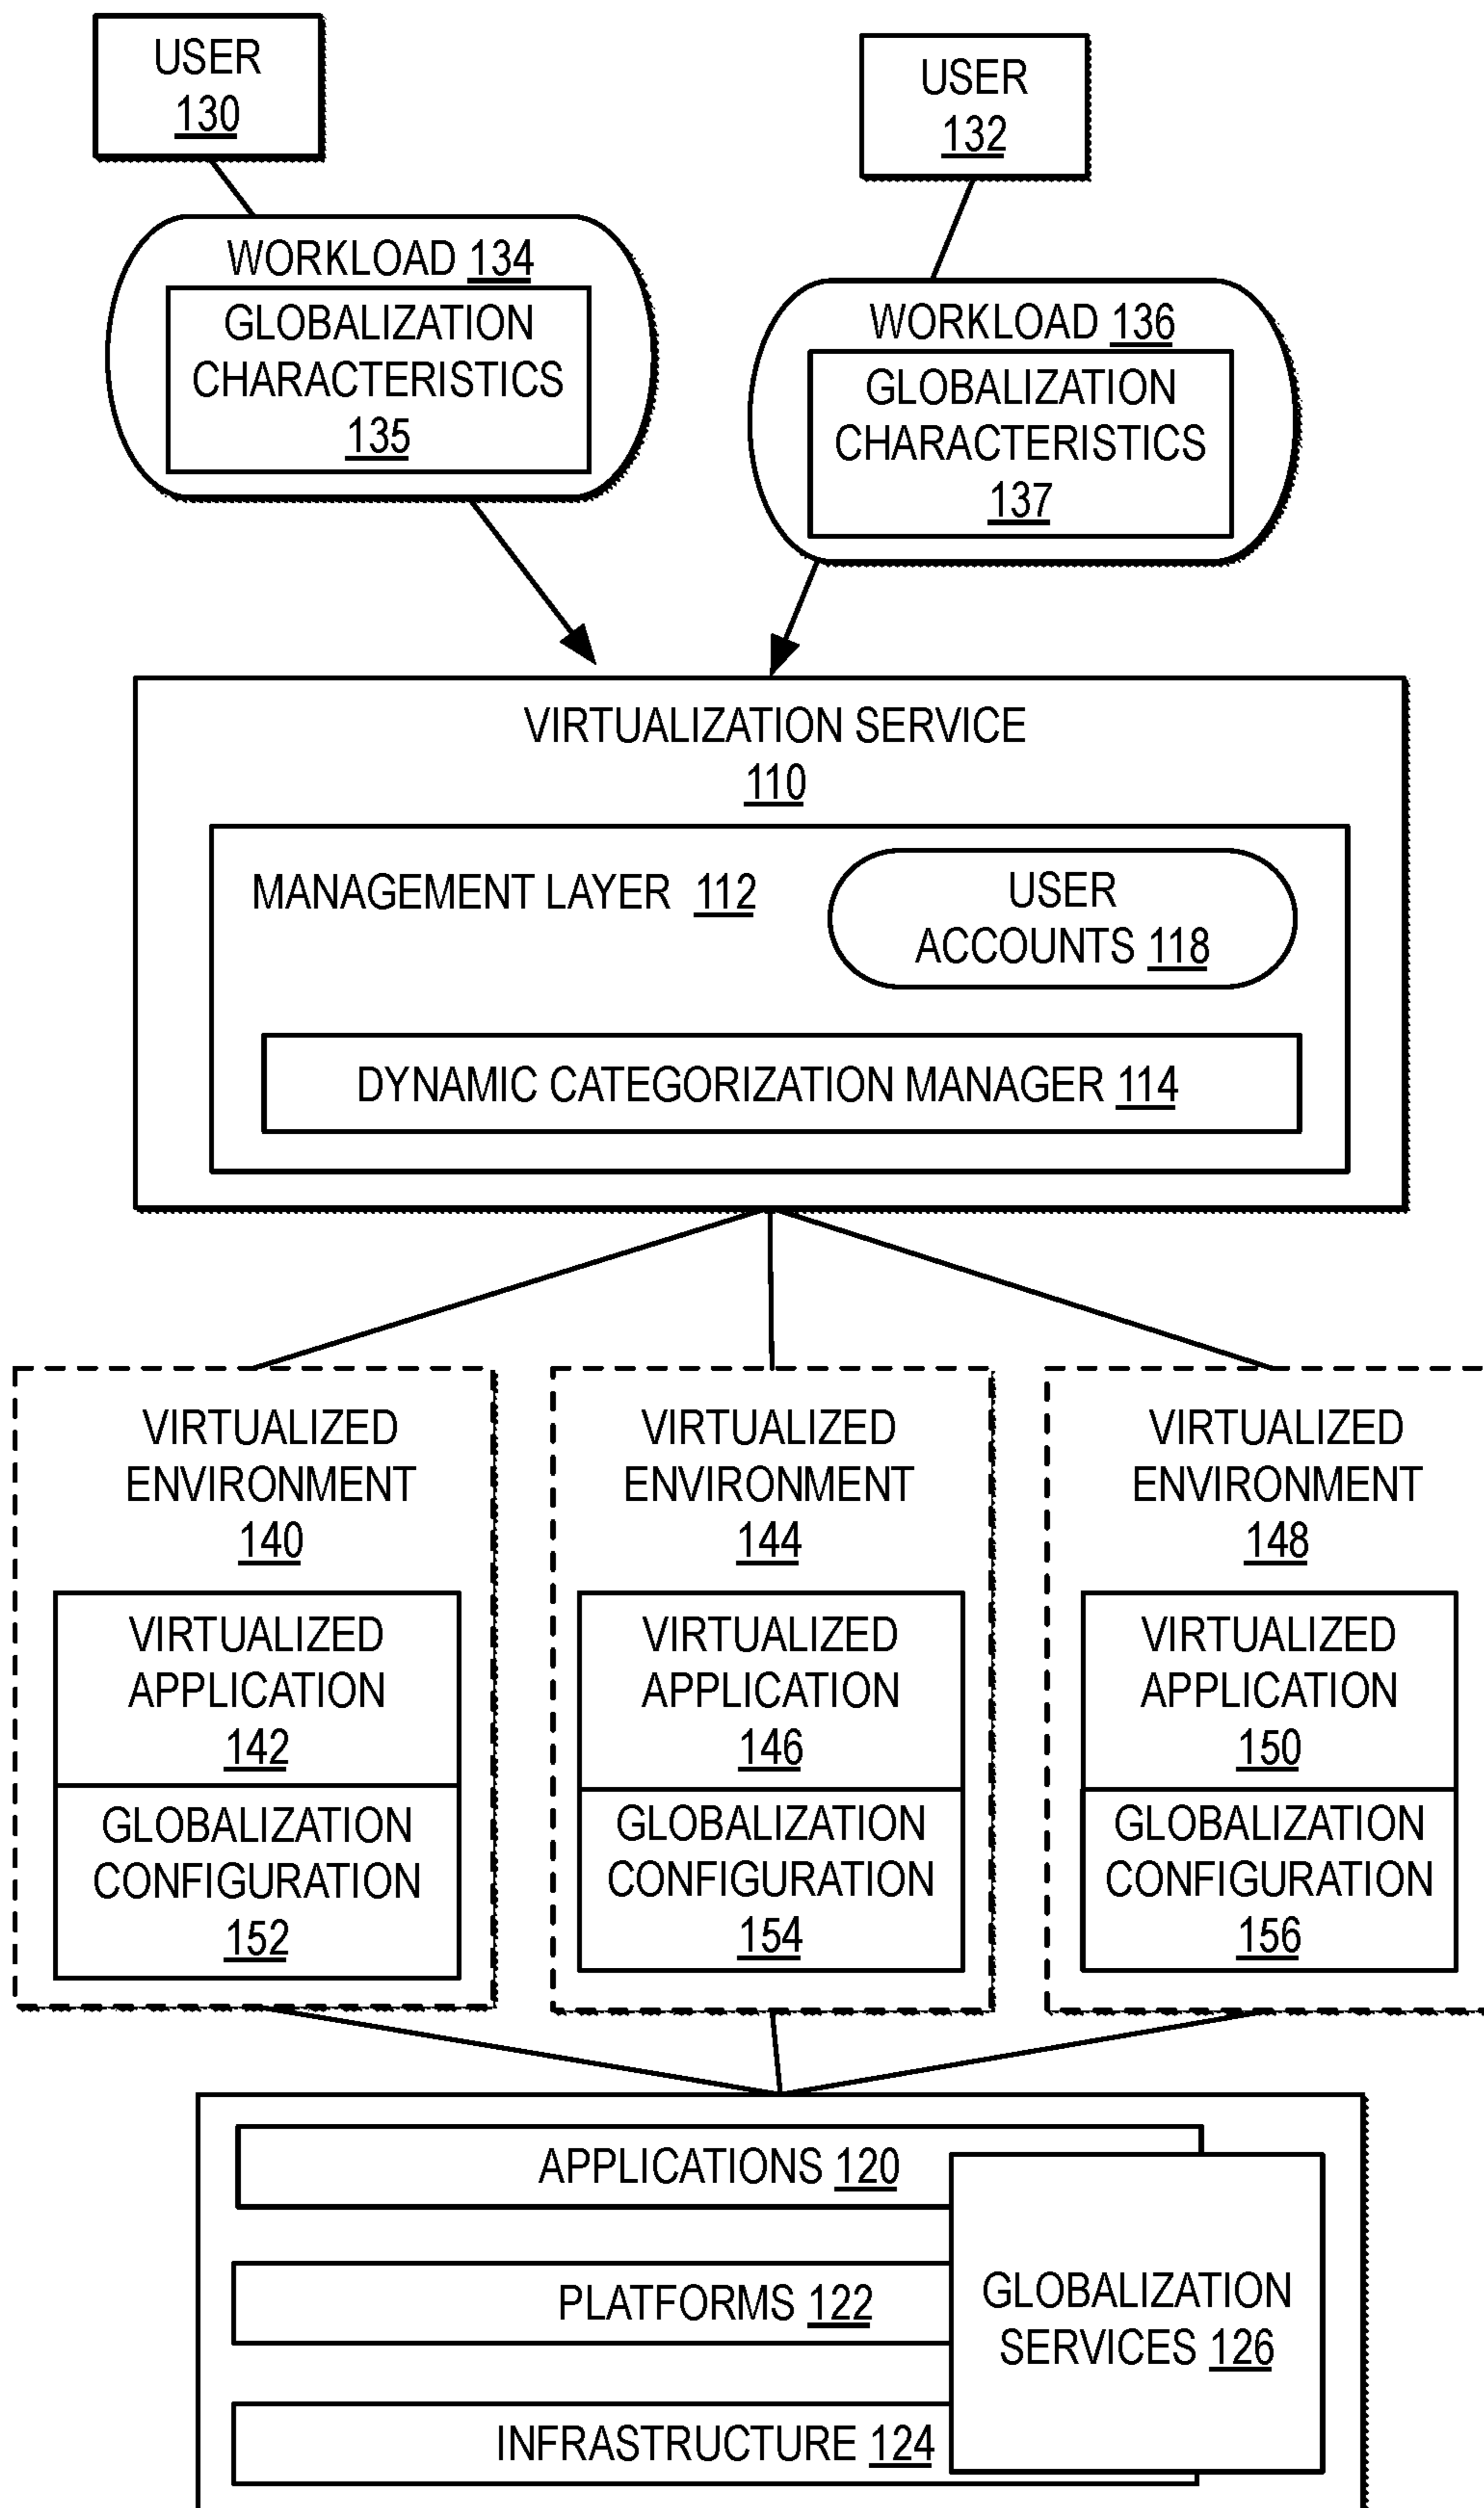 USER
130
USER
132
WORKLOAD 134
GLOBALIZATION
CHARACTERISTICS
135
WORKLOAD 136
GLOBALIZATION
CHARACTERISTICS
137
VIRTUALIZATION SERVICE
110
MANAGEMENT LAYER 112
USER
ACCOUNTS 118
DYNAMIC CATEGORIZATION MANAGER 114
VIRTUALIZED
ENVIRONMENT
140
VIRTUALIZED
APPLICATION
142
GLOBALIZATION
CONFIGURATION
152
VIRTUALIZED
ENVIRONMENT
144
VIRTUALIZED
APPLICATION
146
GLOBALIZATION
CONFIGURATION
154
VIRTUALIZED
ENVIRONMENT
148
VIRTUALIZED
APPLICATION
150
GLOBALIZATION
CONFIGURATION
156
APPLICATIONS 120
PLATFORMS 122
INFRASTRUCTURE 124
GLOBALIZATION
SERVICES 126